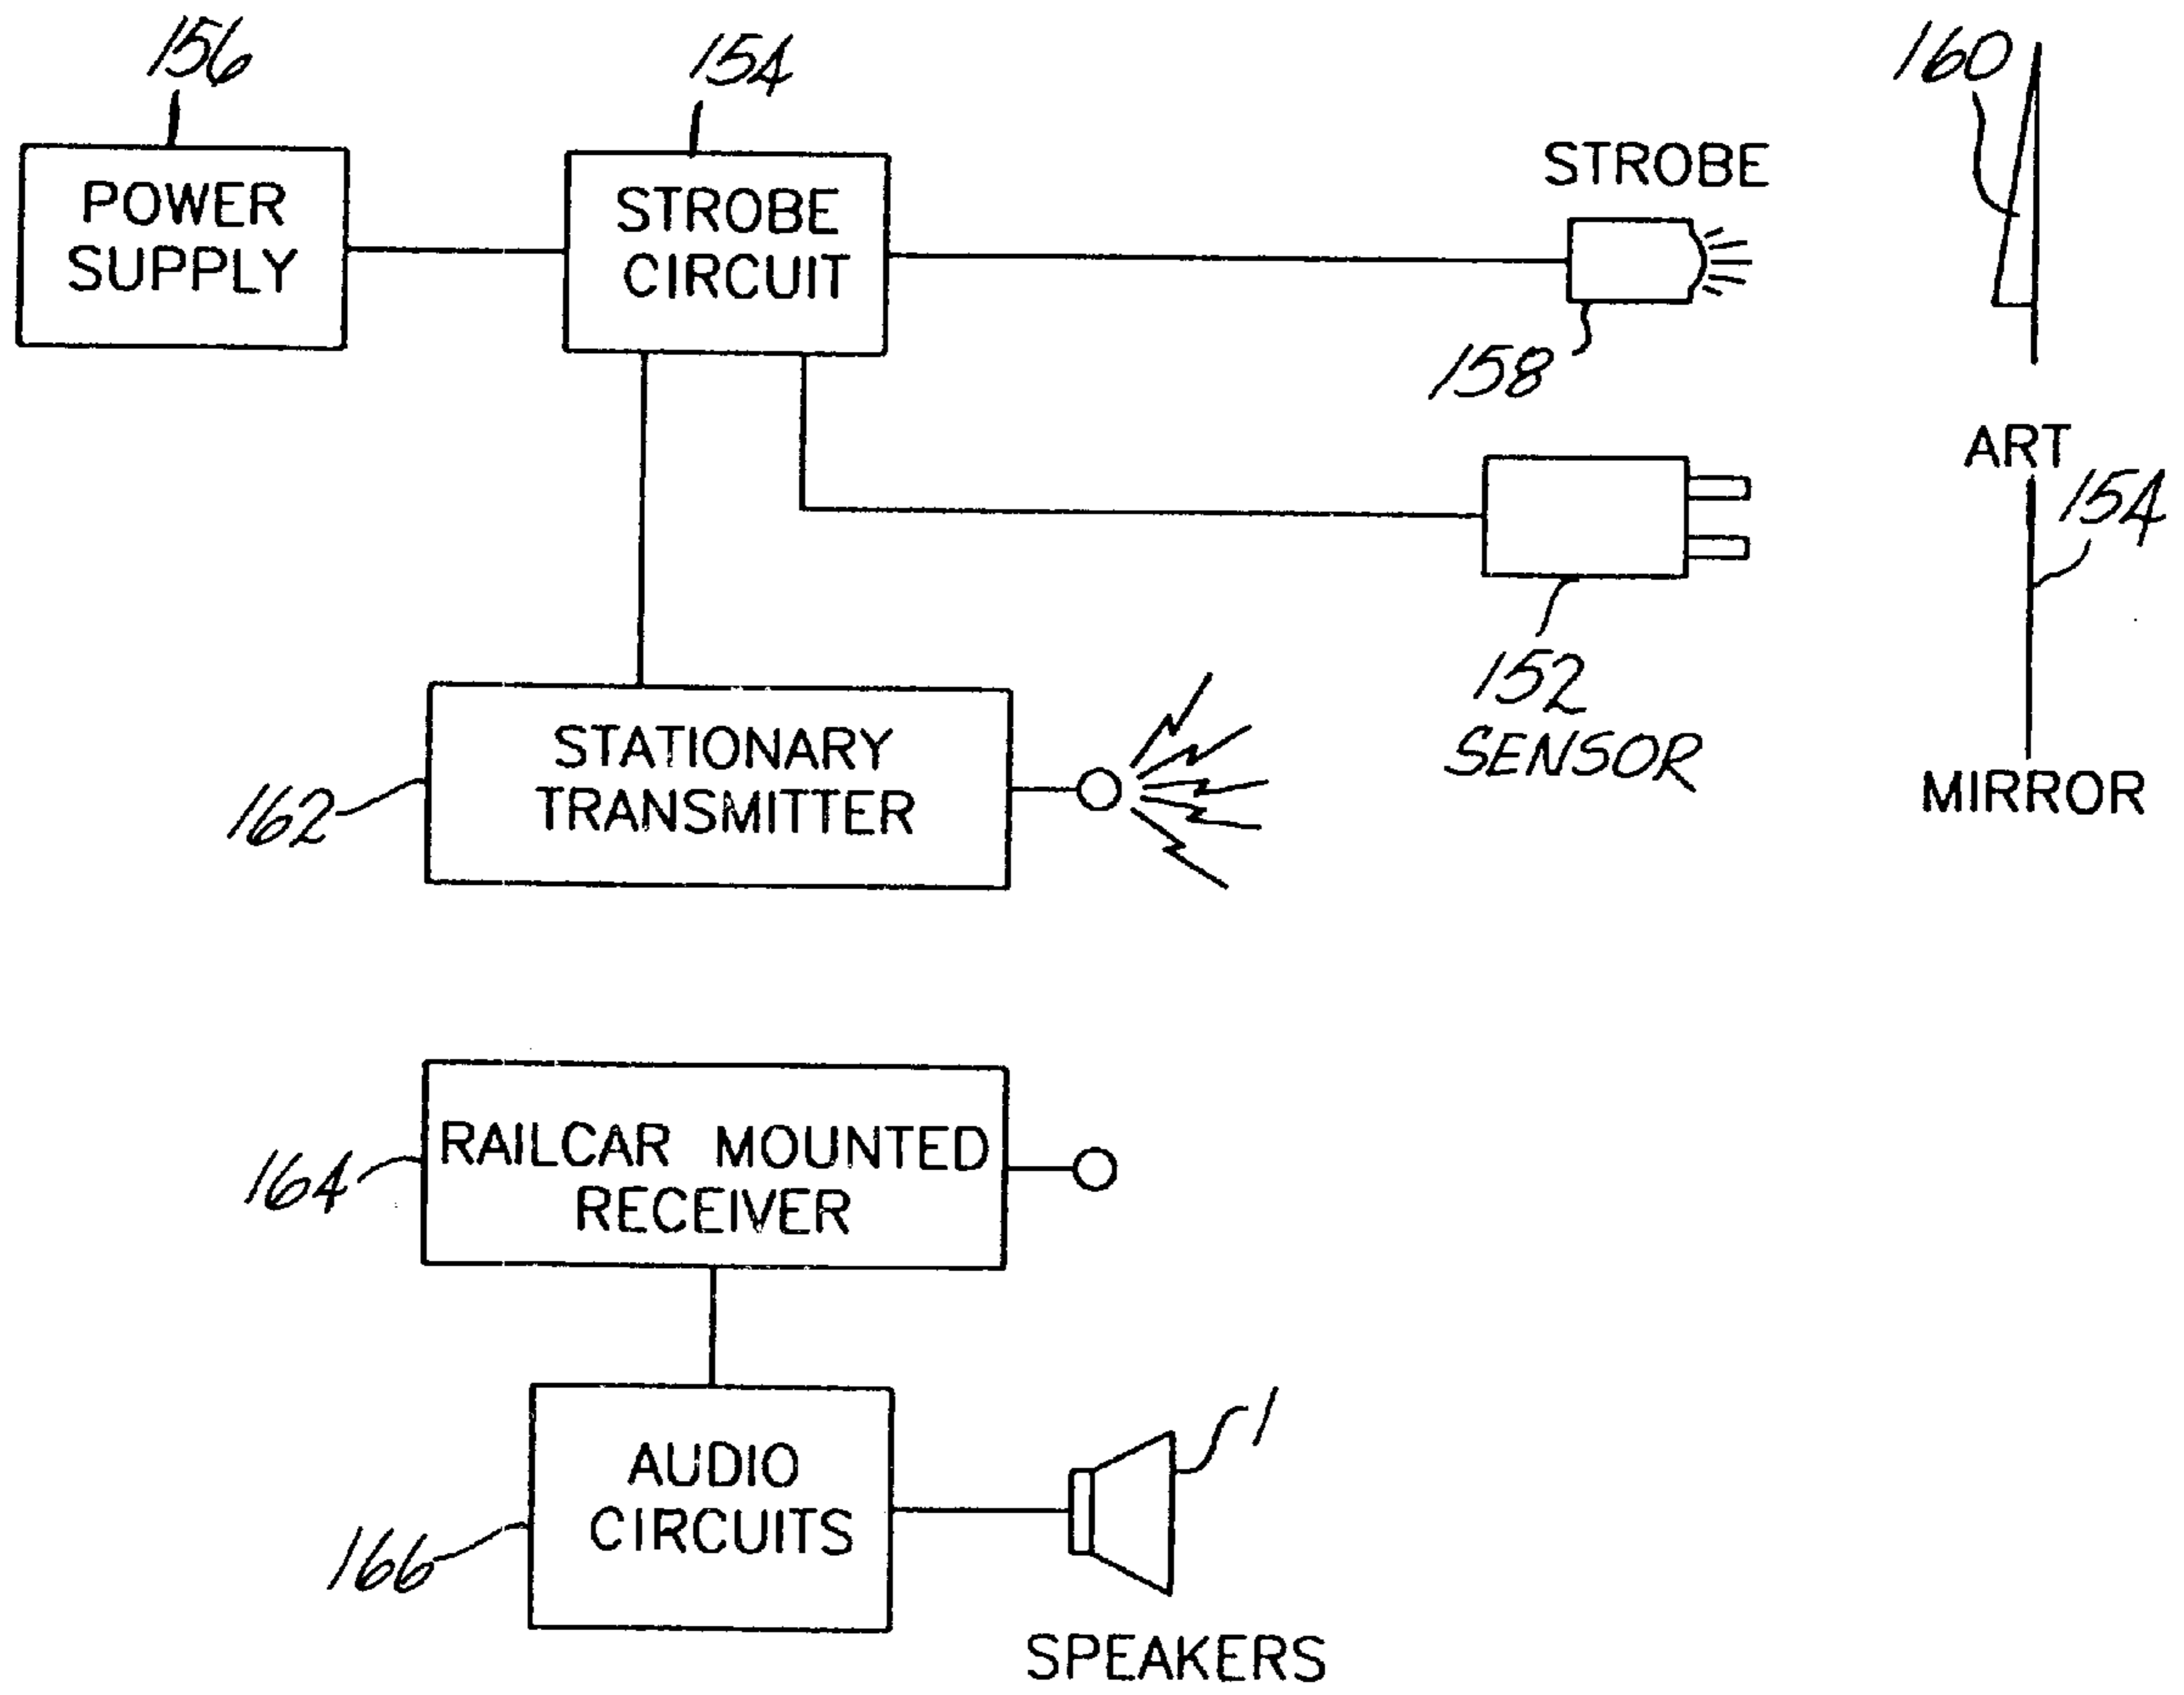 156
154
160
POWER
SUPPLY
STROBE
CIRCUIT
STROBE
158
ART
154
152
SENSOR
MIRROR
STATIONARY
TRANSMITTER
162
RAILCAR MOUNTED
RECEIVER
164
AUDIO
CIRCUITS
166
1
SPEAKERS